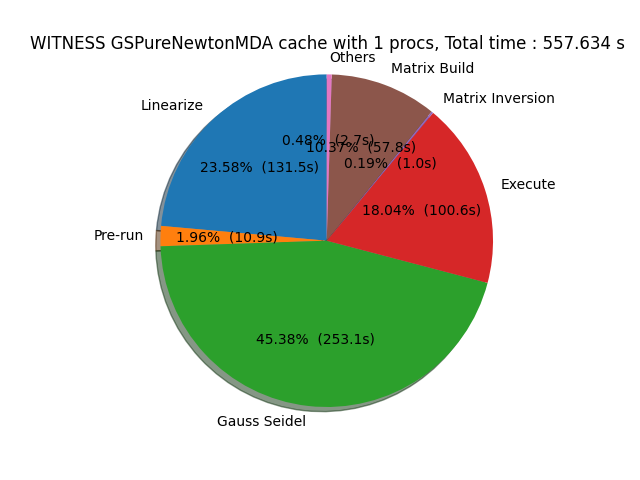 WITNESS GSPureNewtonMDA cache with 1 procs, Total time : 557.634 s
Others
Matrix Build
Matrix Inversion
Linearize
0.48%  (2.7s)
10.37%  (57.8s)
0.19%  (1.0s)
23.58%  (131.5s)
Execute
18.04%  (100.6s)
Pre-run
1.96%  (10.9s)
45.38%  (253.1s)
Gauss Seidel